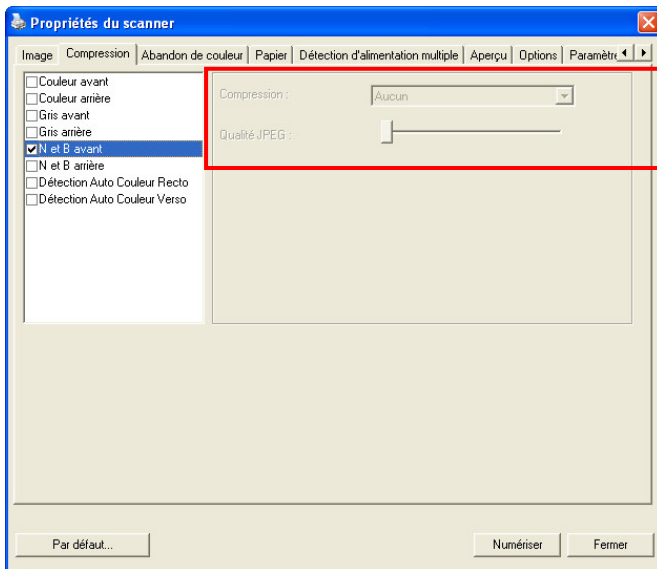 Propriétés du scanner
Image Compression Abandon de couleur Papier Détection d'alimentation multiple Aperçu Options Paramètr
Couleur avant
Couleur arrière
Gris avant
Gris arrière
N et B avant
N et B arrière
Détection Auto Couleur Recto
Détection Auto Couleur Verso
Compression : Aucun
Qualité JPEG :
Par défaut... Numériser Fermer